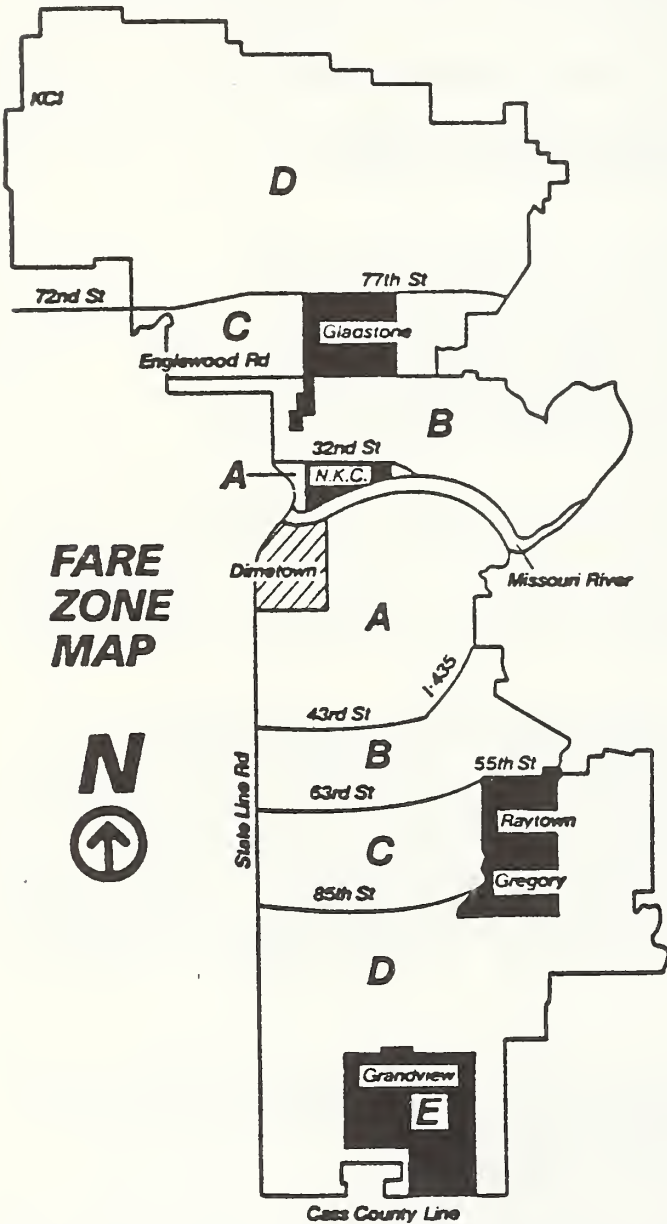 KCI
D
77th St
72nd St
C
Gladstone
Englewood Rd
B
32nd St
A
N.K.C.
Dimetown
Missouri River
FARE
ZONE
MAP
A
I-435
43rd St
N
B
55th St
63rd St
State Line Rd
Raytown
C
Gregory
85th St
D
Grandview
E
Cass County Line